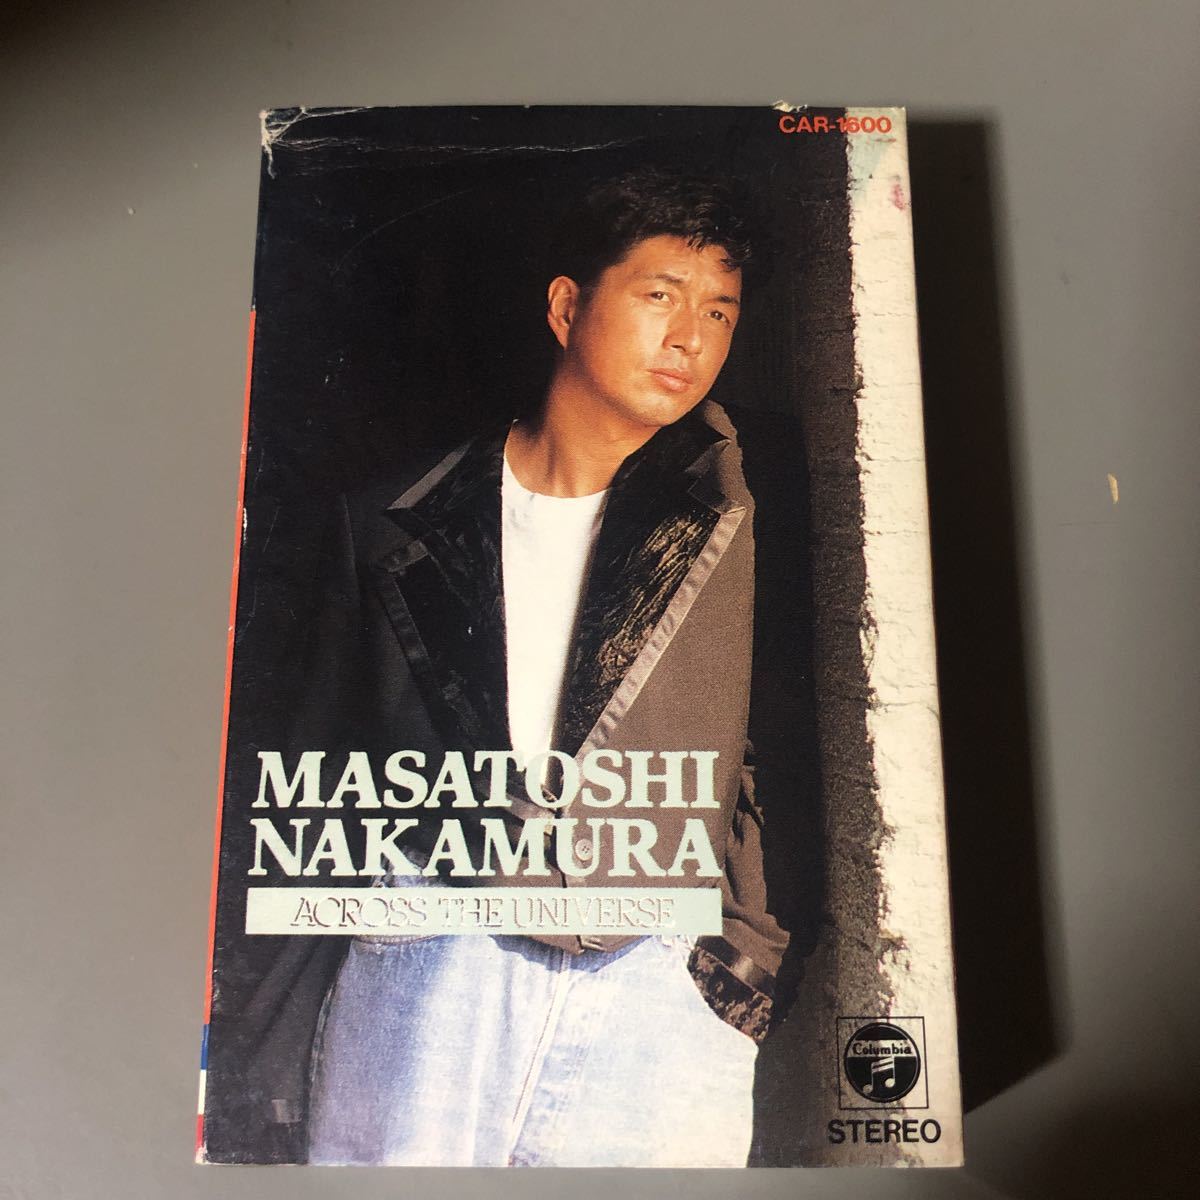 CAR-1600
MASATOSHI
NAKAMURA
ACROSS THE UNIVERSE
Columbia
STEREO